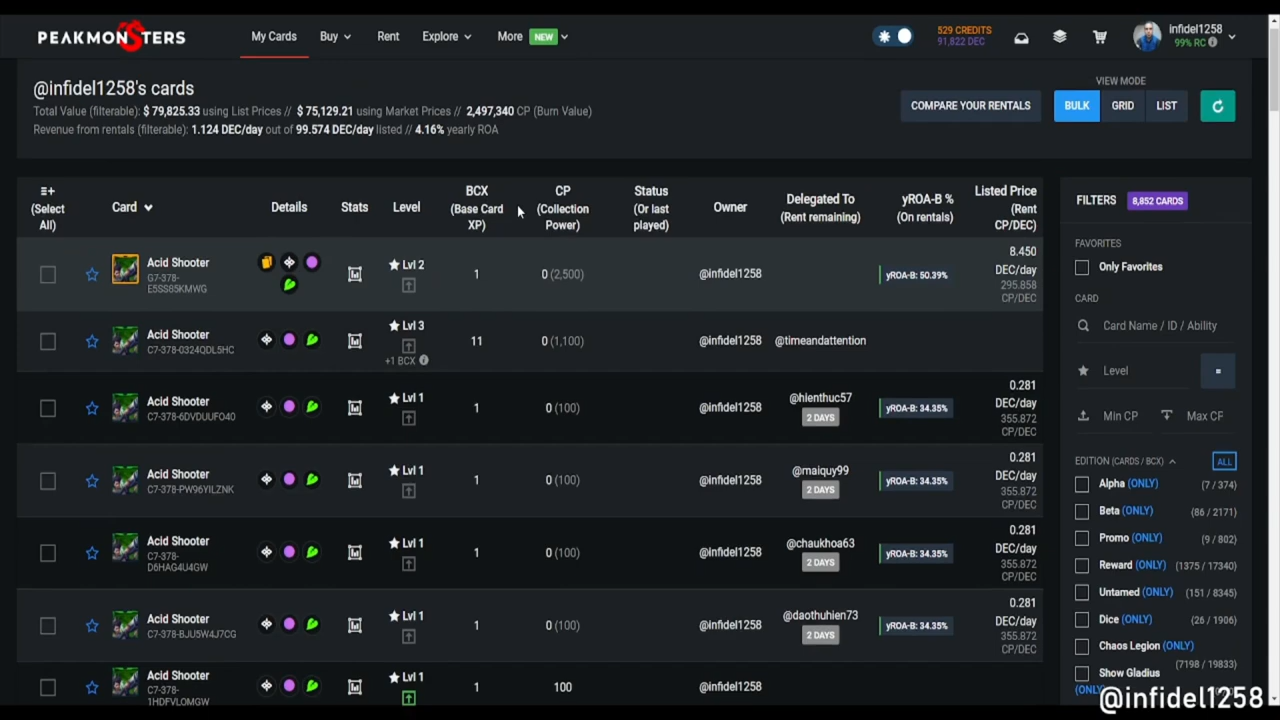 PEAKMONSTERS
My Cards
Buy
Rent
Explore
More NEW
529 CREDITS
91,822 DEC
infidel1258
99% RC
@infidel1258's cards
Total Value (filterable): $ 79,825.33 using List Prices // $ 75,129.21 using Market Prices // 2,497,340 CP (Burn Value)
Revenue from rentals (filterable): 1.124 DEC/day out of 99.574 DEC/day listed // 4.16% yearly ROA
COMPARE YOUR RENTALS
VIEW MODE
BULK GRID LIST
(Select All)
Card
Details
Stats
Level
BCX (Base Card XP)
CP (Collection Power)
Status (Or last played)
Owner
Delegated To (Rent remaining)
yROA-B % (On rentals)
Listed Price (Rent CP/DEC)
Acid Shooter
G7-378-
E5SS85KMWG
Lvl 2
1
0 (2,500)
@infidel1258
yROA-B: 50.39%
8.450
DEC/day
295.858
CP/DEC
Acid Shooter
C7-378-0324QDL5HC
Lvl 3
+1 BCX
11
0 (1,100)
@infidel1258
@timeandattention
Acid Shooter
C7-378-6DVDUUFO40
Lvl 1
1
0 (100)
@infidel1258
@hienthuc57
2 DAYS
yROA-B: 34.35%
0.281
DEC/day
355.872
CP/DEC
Acid Shooter
C7-378-PW96YILZNK
Lvl 1
1
0 (100)
@infidel1258
@maiquy99
2 DAYS
yROA-B: 34.35%
0.281
DEC/day
355.872
CP/DEC
Acid Shooter
C7-378-
D6HAG4U4GW
Lvl 1
1
0 (100)
@infidel1258
@chaukhoa63
2 DAYS
yROA-B: 34.35%
0.281
DEC/day
355.872
CP/DEC
Acid Shooter
C7-378-BJU5W4J7CG
Lvl 1
1
0 (100)
@infidel1258
@daothuhien73
2 DAYS
yROA-B: 34.35%
0.281
DEC/day
355.872
CP/DEC
Acid Shooter
C7-378-
1HDFVLOMGW
Lvl 1
1
100
@infidel1258
FILTERS 8,852 CARDS
FAVORITES
Only Favorites
CARD
Card Name / ID / Ability
Level =
Min CP Max CP
EDITION (CARDS / BCX) ALL
Alpha (ONLY) (7 / 374)
Beta (ONLY) (86 / 2171)
Promo (ONLY) (9 / 802)
Reward (ONLY) (1375 / 17340)
Untamed (ONLY) (151 / 8345)
Dice (ONLY) (26 / 1906)
Chaos Legion (ONLY)
(7198 / 19833)
Show Gladius
(ONLY)
@infidel1258